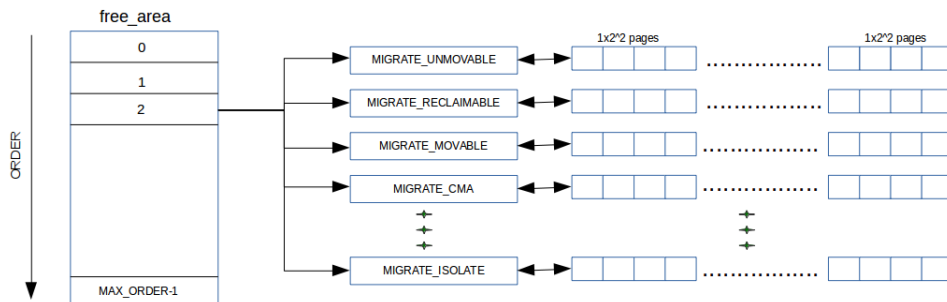 free_area
ORDER
0
1
2
MAX_ORDER-1
1x2^2 pages
1x2^2 pages
MIGRATE_UNMOVABLE
MIGRATE_RECLAIMABLE
MIGRATE_MOVABLE
MIGRATE_CMA
MIGRATE_ISOLATE